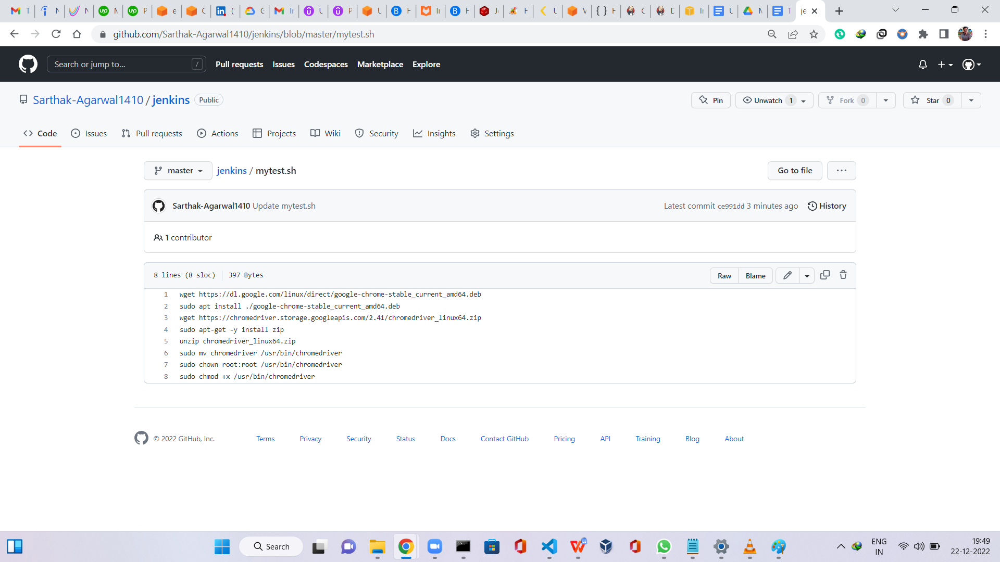 github.com/Sarthak-Agarwal1410/jenkins/blob/master/mytest.sh
Search or jump to... /
Pull requests Issues Codespaces Marketplace Explore
Sarthak-Agarwal1410 / jenkins Public
Pin Unwatch 1 Fork 0 Star 0
Code Issues Pull requests Actions Projects Wiki Security Insights Settings
master jenkins / mytest.sh Go to file
Sarthak-Agarwal1410 Update mytest.sh Latest commit ce991dd 3 minutes ago History
1 contributor
8 lines (8 sloc) 397 Bytes Raw Blame
1 wget https://dl.google.com/linux/direct/google-chrome-stable_current_amd64.deb
2 sudo apt install ./google-chrome-stable_current_amd64.deb
3 wget https://chromedriver.storage.googleapis.com/2.41/chromedriver_linux64.zip
4 sudo apt-get -y install zip
5 unzip chromedriver_linux64.zip
6 sudo mv chromedriver /usr/bin/chromedriver
7 sudo chown root:root /usr/bin/chromedriver
8 sudo chmod +x /usr/bin/chromedriver
© 2022 GitHub, Inc. Terms Privacy Security Status Docs Contact GitHub Pricing API Training Blog About
Search
ENG
IN
19:49
22-12-2022